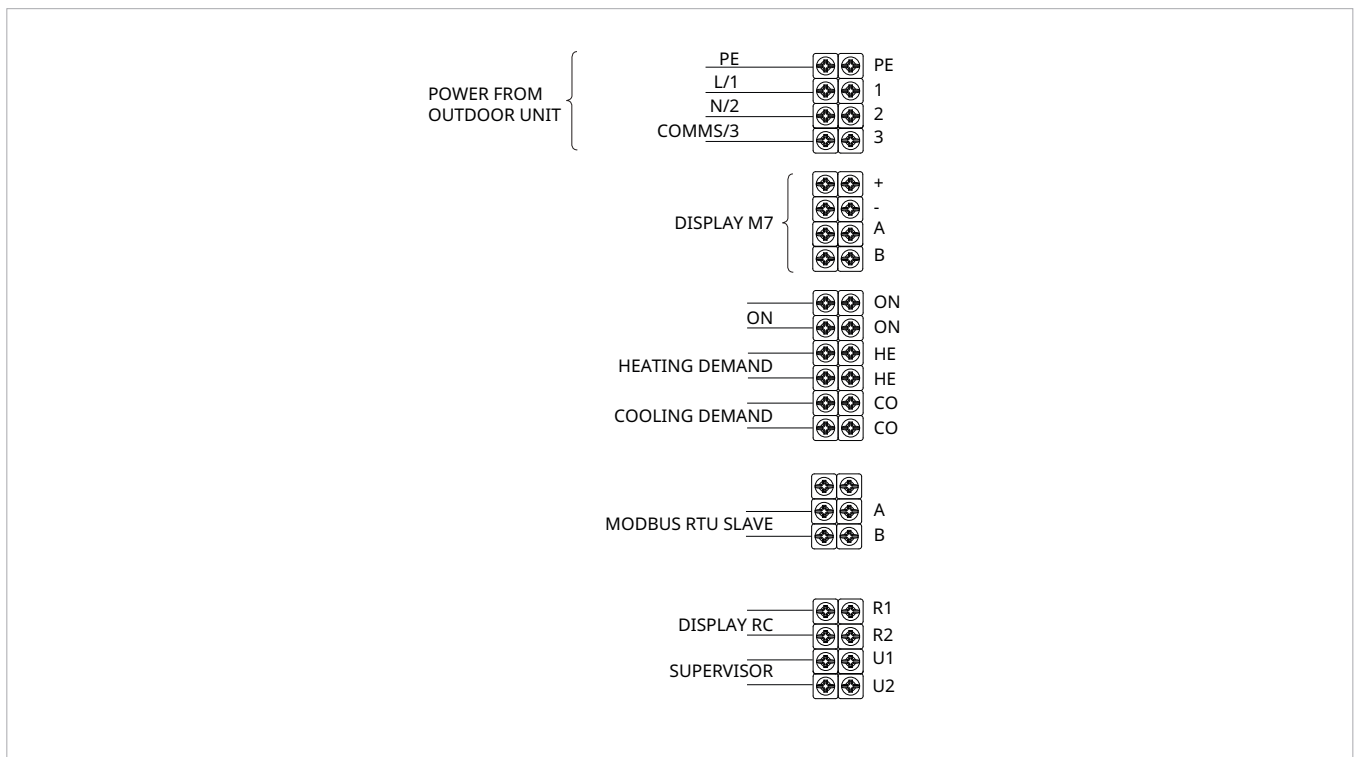 PE
PE
L/1
1
POWER FROM
OUTDOOR UNIT
N/2
2
COMMS/3
3
+
-
DISPLAY M7
A
B
ON
ON
ON
HE
HEATING DEMAND
HE
CO
COOLING DEMAND
CO
A
MODBUS RTU SLAVE
B
R1
DISPLAY RC
R2
U1
SUPERVISOR
U2